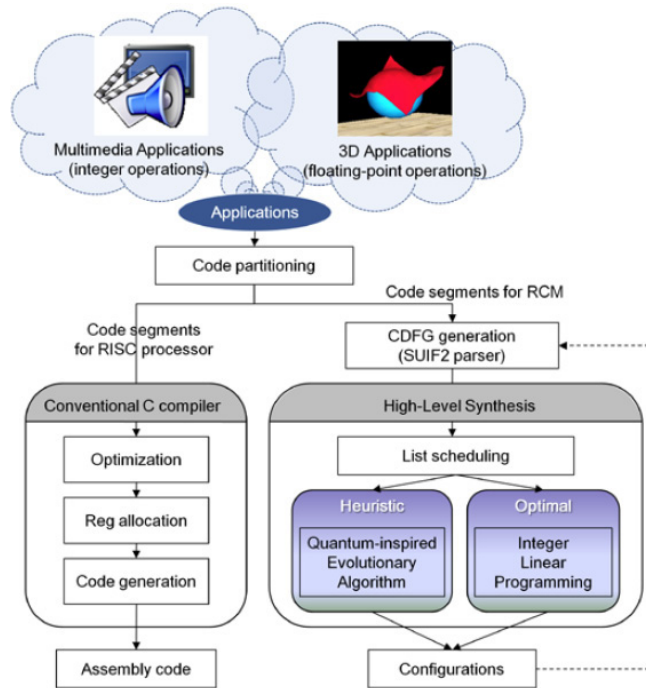 Multimedia Applications
(integer operations)
3D Applications
(floating-point operations)
Applications
Code partitioning
Code segments
for RISC processor
Code segments for RCM
CDFG generation
(SUIF2 parser)
Conventional C compiler
Optimization
Reg allocation
Code generation
Assembly code
High-Level Synthesis
List scheduling
Heuristic
Quantum-inspired
Evolutionary
Algorithm
Optimal
Integer
Linear
Programming
Configurations